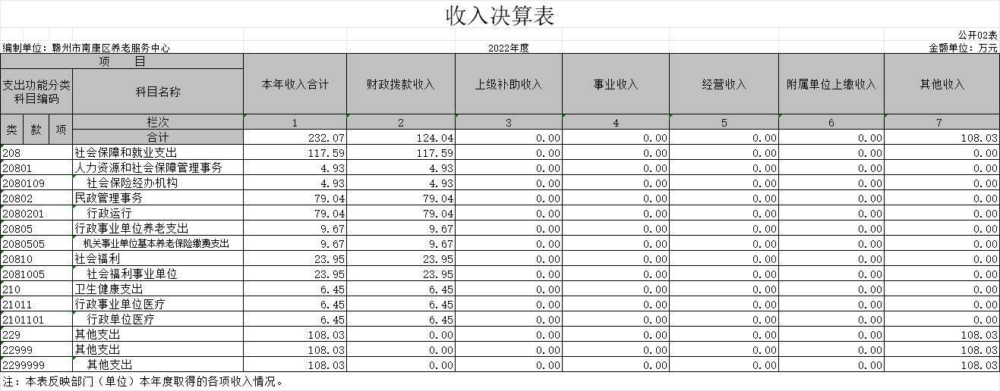 收入决算表
公开02表
编制单位：赣州市南康区养老服务中心 2022年度 金额单位：万元
项 目 本年收入合计 财政拨款收入 上级补助收入 事业收入 经营收入 附属单位上缴收入 其他收入
支出功能分类科目编码 科目名称
类 款 项 栏次 1 2 3 4 5 6 7
合计 232.07 124.04 0.00 0.00 0.00 0.00 108.03
208 社会保障和就业支出 117.59 117.59 0.00 0.00 0.00 0.00 0.00
20801 人力资源和社会保障管理事务 4.93 4.93 0.00 0.00 0.00 0.00 0.00
2080109 社会保险经办机构 4.93 4.93 0.00 0.00 0.00 0.00 0.00
20802 民政管理事务 79.04 79.04 0.00 0.00 0.00 0.00 0.00
2080201 行政运行 79.04 79.04 0.00 0.00 0.00 0.00 0.00
20805 行政事业单位养老支出 9.67 9.67 0.00 0.00 0.00 0.00 0.00
2080505 机关事业单位基本养老保险缴费支出 9.67 9.67 0.00 0.00 0.00 0.00 0.00
20810 社会福利 23.95 23.95 0.00 0.00 0.00 0.00 0.00
2081005 社会福利事业单位 23.95 23.95 0.00 0.00 0.00 0.00 0.00
210 卫生健康支出 6.45 6.45 0.00 0.00 0.00 0.00 0.00
21011 行政事业单位医疗 6.45 6.45 0.00 0.00 0.00 0.00 0.00
2101101 行政单位医疗 6.45 6.45 0.00 0.00 0.00 0.00 0.00
229 其他支出 108.03 0.00 0.00 0.00 0.00 0.00 108.03
22999 其他支出 108.03 0.00 0.00 0.00 0.00 0.00 108.03
2299999 其他支出 108.03 0.00 0.00 0.00 0.00 0.00 108.03
注：本表反映部门（单位）本年度取得的各项收入情况。